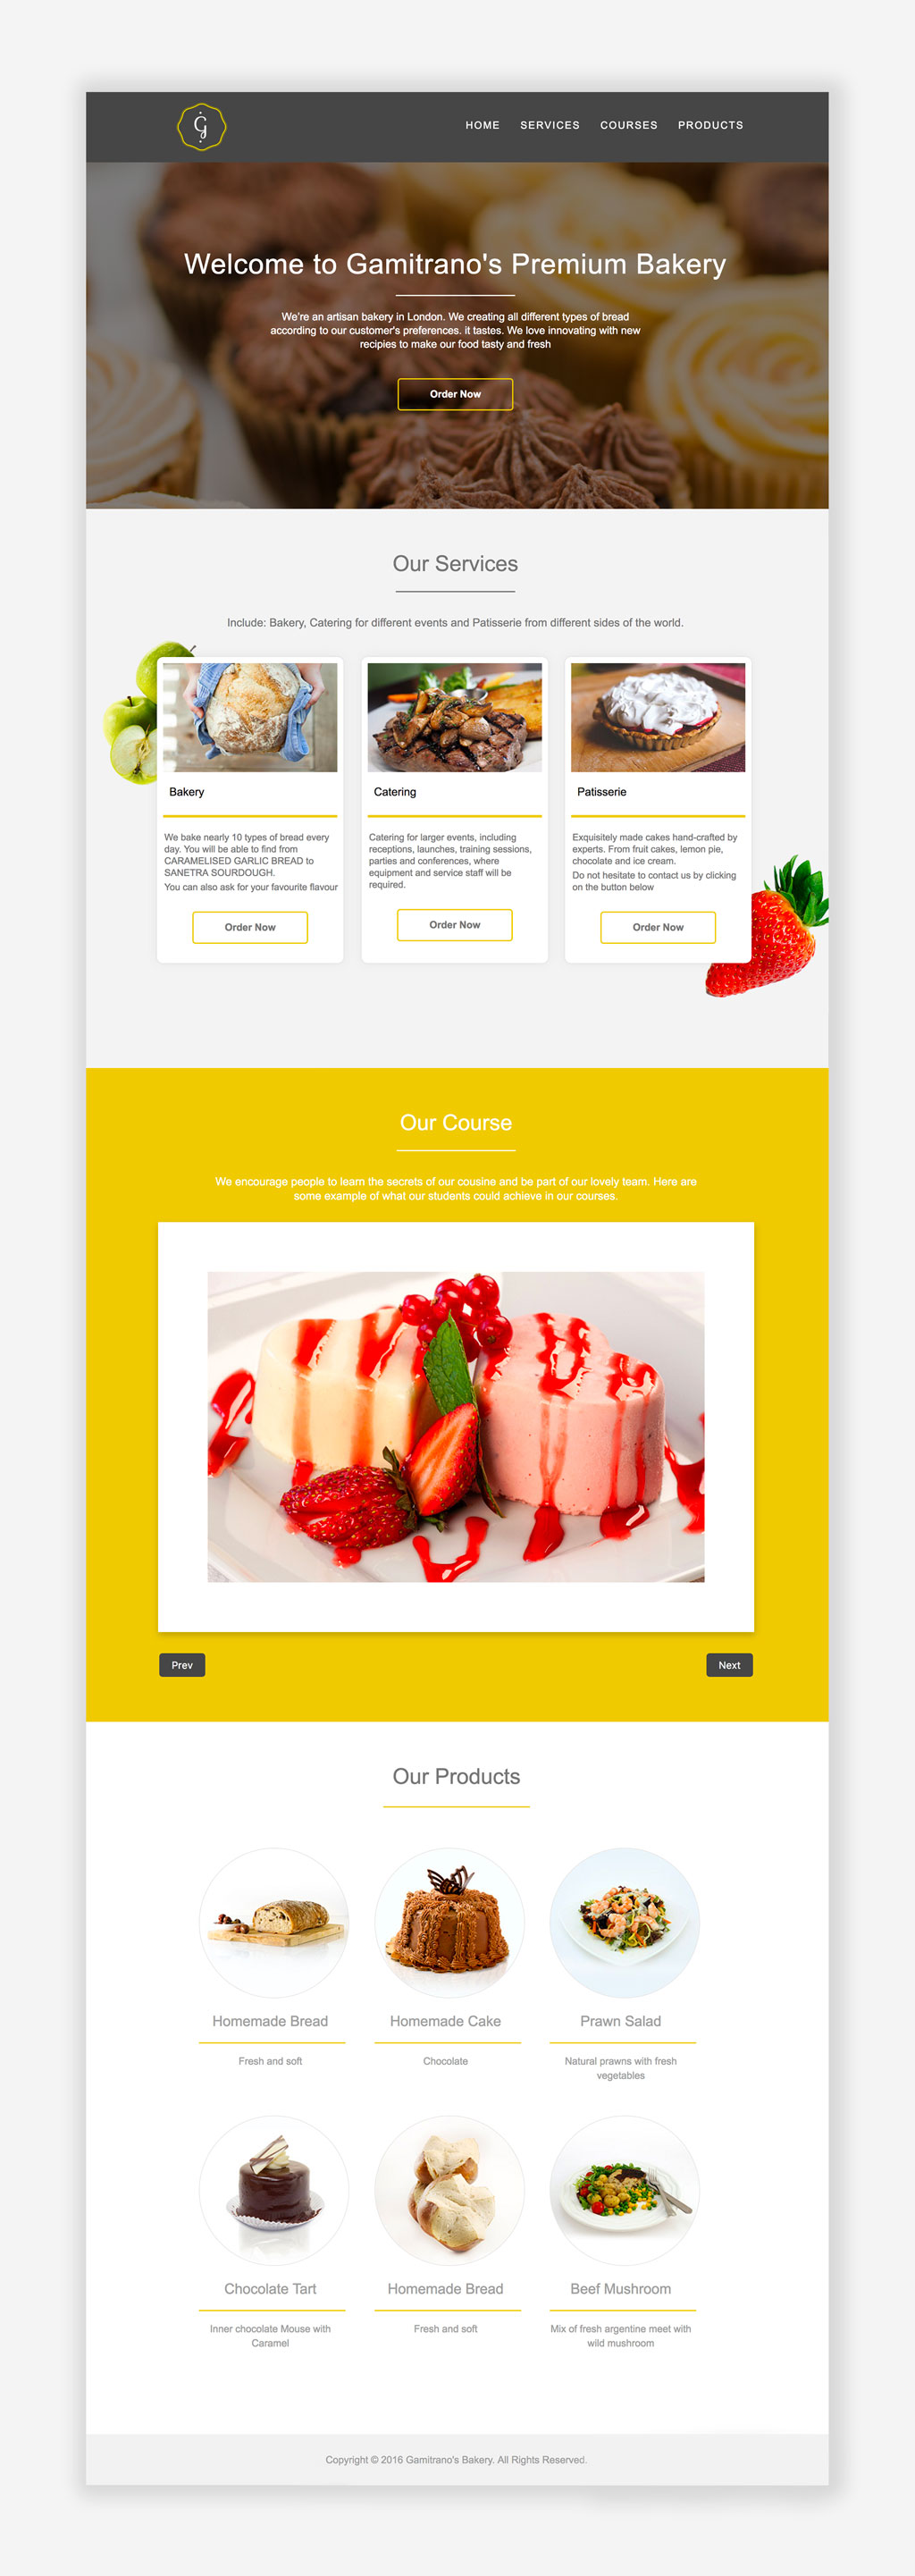 G
HOME SERVICES COURSES PRODUCTS
Welcome to Gamitrano's Premium Bakery
We're an artisan bakery in London. We creating all different types of bread
according to our customer's preferences. it tastes. We love innovating with new
recipies to make our food tasty and fresh
Order Now
Our Services
Include: Bakery, Catering for different events and Patisserie from different sides of the world.
Bakery
We bake nearly 10 types of bread every
day. You will be able to find from
CARAMELISED GARLIC BREAD to
SANETRA SOURDOUGH.
You can also ask for your favourite flavour
Order Now
Catering
Catering for larger events, including
receptions, launches, training sessions,
parties and conferences, where
equipment and service staff will be
required.
Order Now
Patisserie
Exquisitely made cakes hand-crafted by
experts. From fruit cakes, lemon pie,
chocolate and ice cream.
Do not hesitate to contact us by clicking
on the button below
Order Now
Our Course
We encourage people to learn the secrets of our cousine and be part of our lovely team. Here are
some example of what our students could achieve in our courses.
Prev
Next
Our Products
Homemade Bread
Fresh and soft
Homemade Cake
Chocolate
Prawn Salad
Natural prawns with fresh
vegetables
Chocolate Tart
Inner chocolate Mouse with
Caramel
Homemade Bread
Fresh and soft
Beef Mushroom
Mix of fresh argentine meet with
wild mushroom
Copyright © 2016 Gamitrano's Bakery. All Rights Reserved.